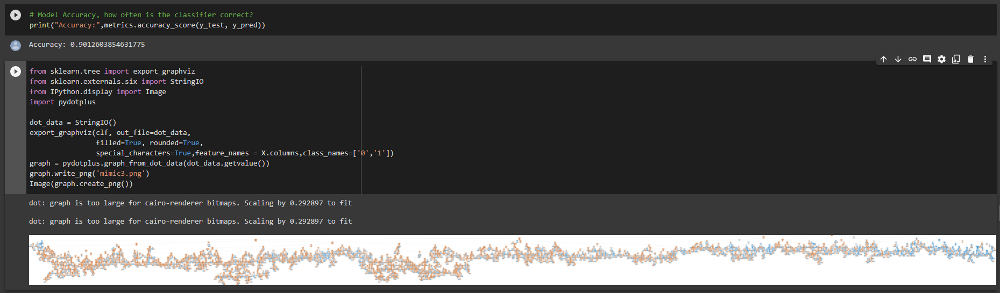 # Model Accuracy, how often is the classifier correct?
print("Accuracy:",metrics.accuracy_score(y_test, y_pred))
Accuracy: 0.9012603854631775
from sklearn.tree import export_graphviz
from sklearn.externals.six import StringIO
from IPython.display import Image
import pydotplus
dot_data = StringIO()
export_graphviz(clf, out_file=dot_data,
filled=True, rounded=True,
special_characters=True,feature_names = X.columns,class_names=['0','1'])
graph = pydotplus.graph_from_dot_data(dot_data.getvalue())
graph.write_png('mimic3.png')
Image(graph.create_png())
dot: graph is too large for cairo-renderer bitmaps. Scaling by 0.292897 to fit
dot: graph is too large for cairo-renderer bitmaps. Scaling by 0.292897 to fit